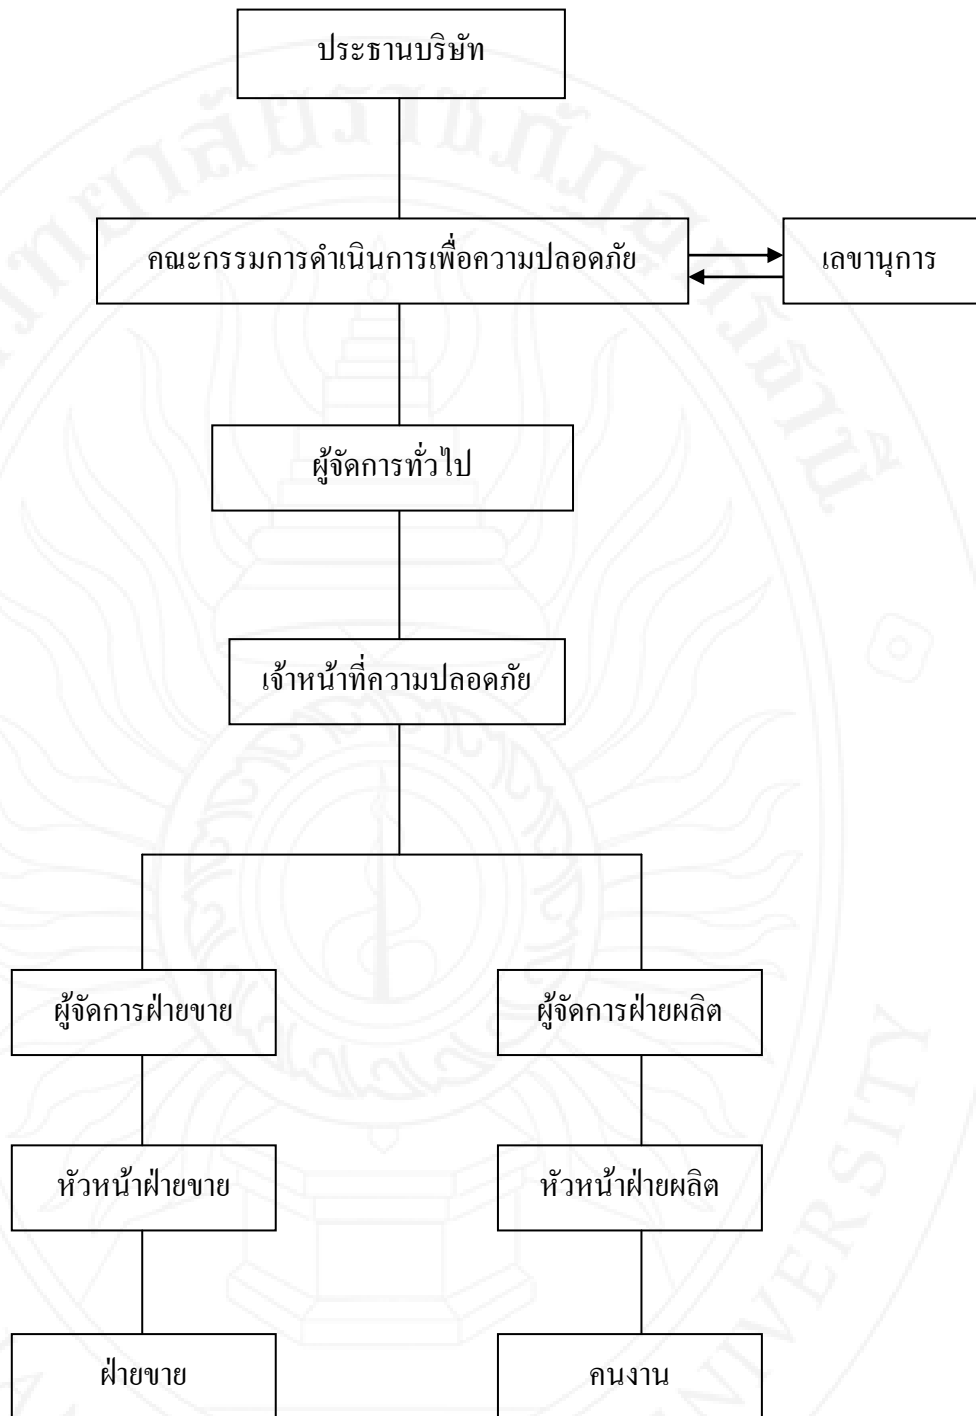 ประธานบริษัท
คณะกรรมการดำเนินการเพื่อความปลอดภัย
เลขานุการ
ผู้จัดการทั่วไป
เจ้าหน้าที่ความปลอดภัย
ผู้จัดการฝ่ายขาย
ผู้จัดการฝ่ายผลิต
หัวหน้าฝ่ายขาย
หัวหน้าฝ่ายผลิต
ฝ่ายขาย
คนงาน